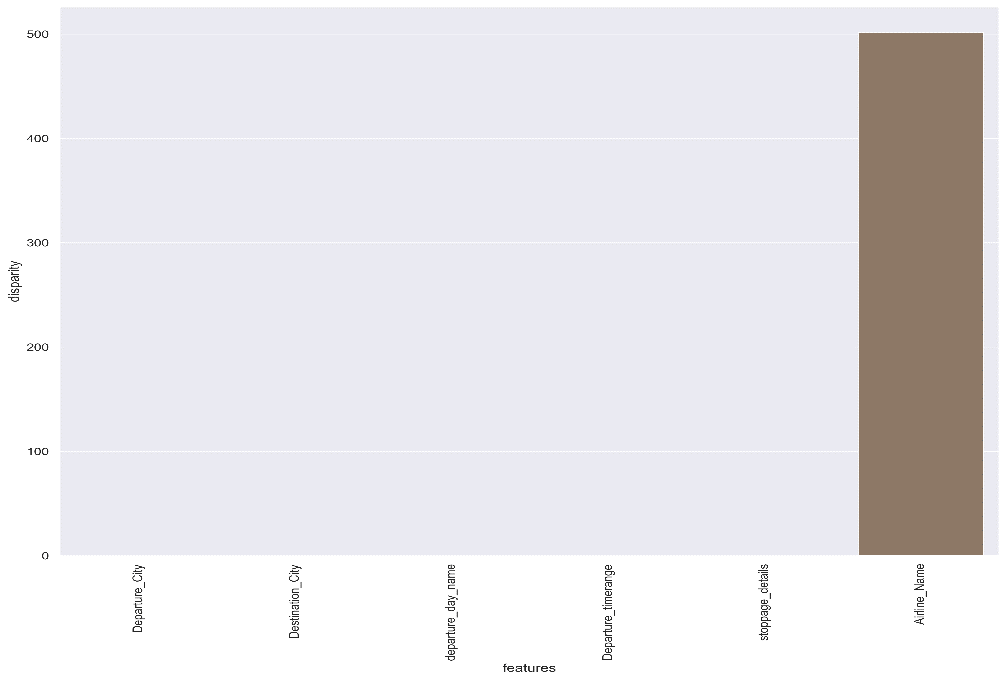 500
400
300
200
100
0
disparity
Departure_City
Destination_City
departure_day_name
Departure_timerange
stoppage_details
Airline_Name
features